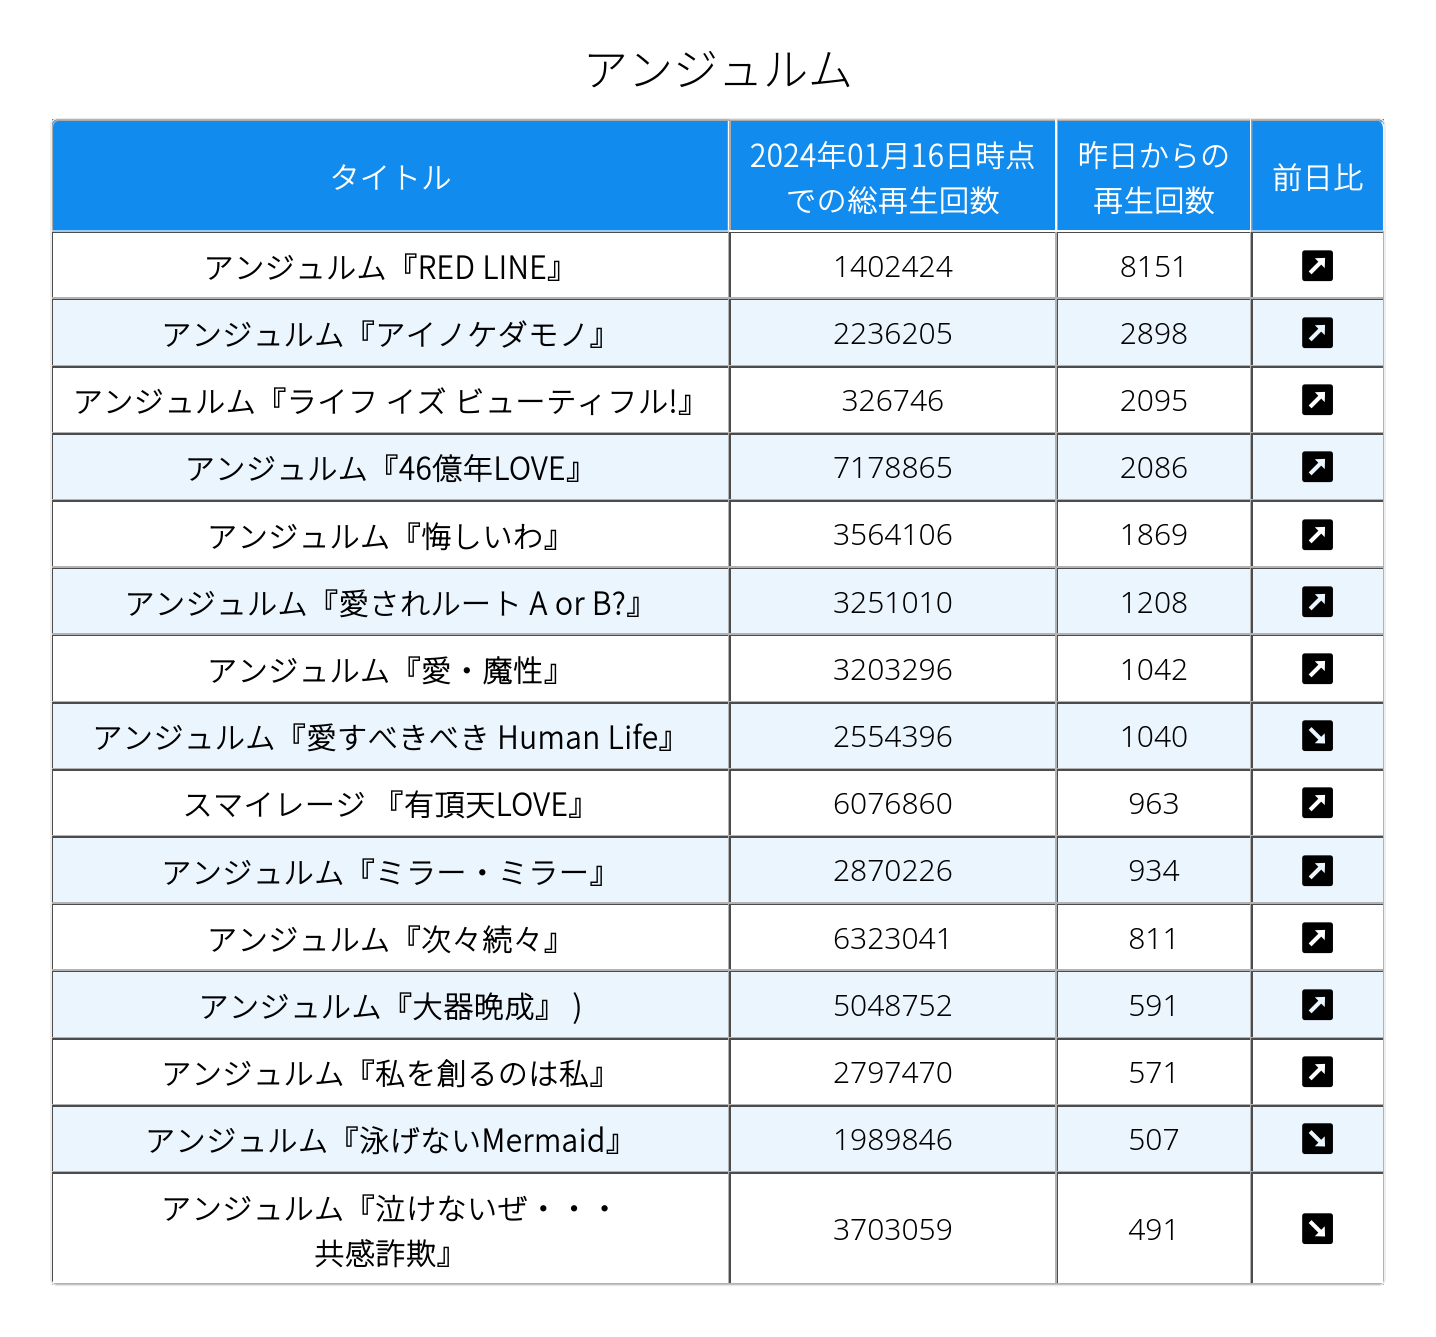 アンジュルム
タイトル
2024年01月16日時点
での総再生回数
昨日からの
再生回数
前日比
アンジュルム『RED LINE』 1402424 8151
アンジュルム『アイノケダモノ』 2236205 2898
アンジュルム『ライフ イズ ビューティフル!』 326746 2095
アンジュルム『46億年LOVE』 7178865 2086
アンジュルム『悔しいわ』 3564106 1869
アンジュルム『愛されルート A or B?』 3251010 1208
アンジュルム『愛・魔性』 3203296 1042
アンジュルム『愛すべきべき Human Life』 2554396 1040
スマイレージ 『有頂天LOVE』 6076860 963
アンジュルム『ミラー・ミラー』 2870226 934
アンジュルム『次々続々』 6323041 811
アンジュルム『大器晩成』 ) 5048752 591
アンジュルム『私を創るのは私』 2797470 571
アンジュルム『泳げないMermaid』 1989846 507
アンジュルム『泣けないぜ・・・
共感詐欺』 3703059 491